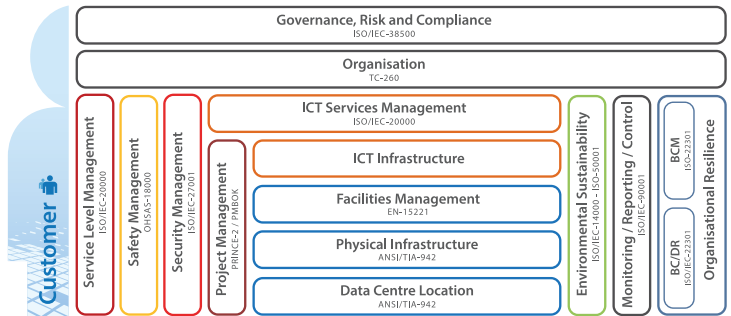 Governance, Risk and Compliance
ISO/IEC-38500
Organisation
TC-260
Customer
Service Level Management
ISO/IEC-20000
Safety Management
OHSAS-18000
Security Management
ISO/IEC-27001
ICT Services Management
ISO/IEC-20000
Project Management
PRINCE-2 / PMBOK
ICT Infrastructure
Facilities Management
EN-15221
Physical Infrastructure
ANSI/TIA-942
Data Centre Location
ANSI/TIA-942
Environmental Sustainability
ISO/IEC-14000 - ISO-50001
Monitoring / Reporting / Control
ISO/IEC-90001
BCM
ISO-22301
BC/DR
ISO/IEC-22301
Organisational Resilience